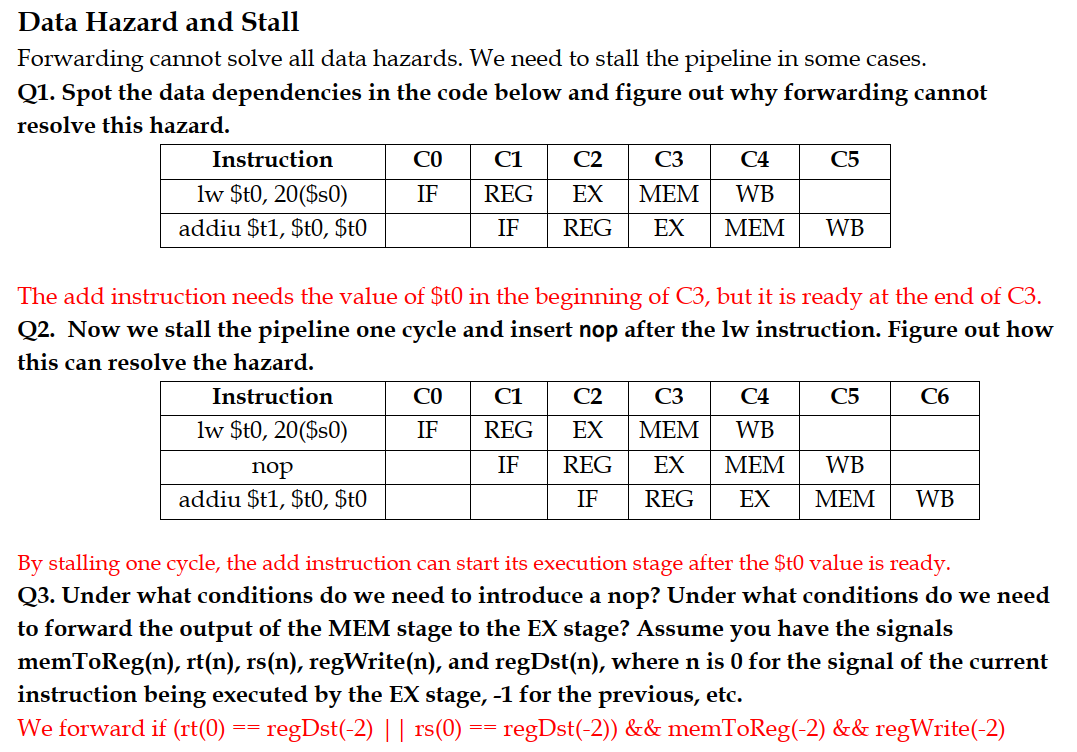 Data Hazard and Stall
Forwarding cannot solve all data hazards. We need to stall the pipeline in some cases.
Q1. Spot the data dependencies in the code below and figure out why forwarding cannot
resolve this hazard.
Instruction C0 C1 C2 C3 C4 C5
lw $t0, 20($s0) IF REG EX MEM WB
addiu $t1, $t0, $t0 IF REG EX MEM WB
The add instruction needs the value of $t0 in the beginning of C3, but it is ready at the end of C3.
Q2. Now we stall the pipeline one cycle and insert nop after the lw instruction. Figure out how
this can resolve the hazard.
Instruction C0 C1 C2 C3 C4 C5 C6
lw $t0, 20($s0) IF REG EX MEM WB
nop IF REG EX MEM WB
addiu $t1, $t0, $t0 IF REG EX MEM WB
By stalling one cycle, the add instruction can start its execution stage after the $t0 value is ready.
Q3. Under what conditions do we need to introduce a nop? Under what conditions do we need
to forward the output of the MEM stage to the EX stage? Assume you have the signals
memToReg(n), rt(n), rs(n), regWrite(n), and regDst(n), where n is 0 for the signal of the current
instruction being executed by the EX stage, -1 for the previous, etc.
We forward if (rt(0) == regDst(-2) || rs(0) == regDst(-2)) && memToReg(-2) && regWrite(-2)